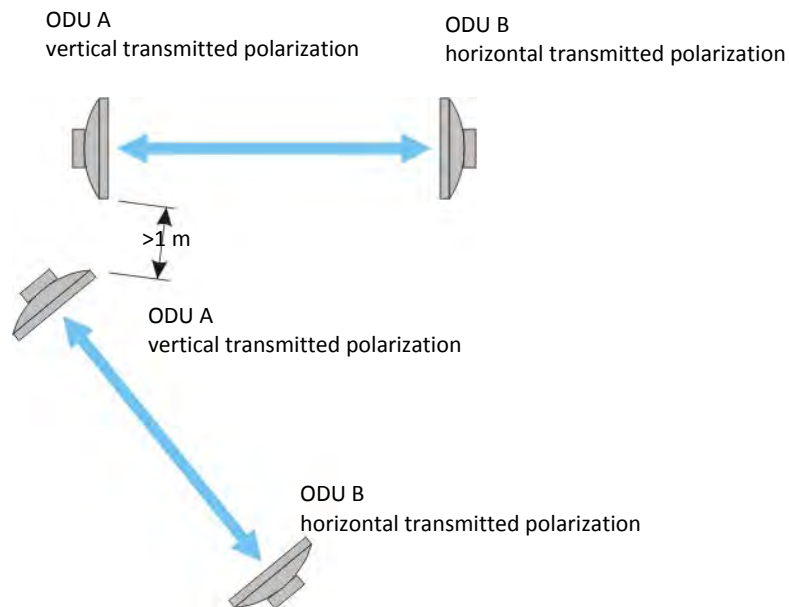 ODU A
vertical transmitted polarization
ODU B
horizontal transmitted polarization
>1 m
ODU A
vertical transmitted polarization
ODU B
horizontal transmitted polarization